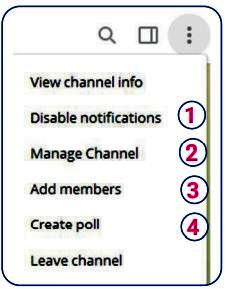 View channel info
Disable notifications 1
Manage Channel 2
Add members 3
Create poll 4
Leave channel